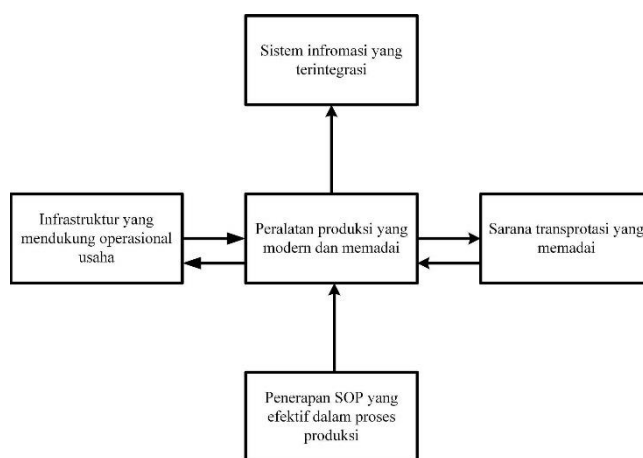 Sistem infromasi yang
terintegrasi
Infrastruktur yang
mendukung operasional
usaha
Peralatan produksi yang
modern dan memadai
Sarana transprotasi yang
memadai
Penerapan SOP yang
efektif dalam proses
produksi